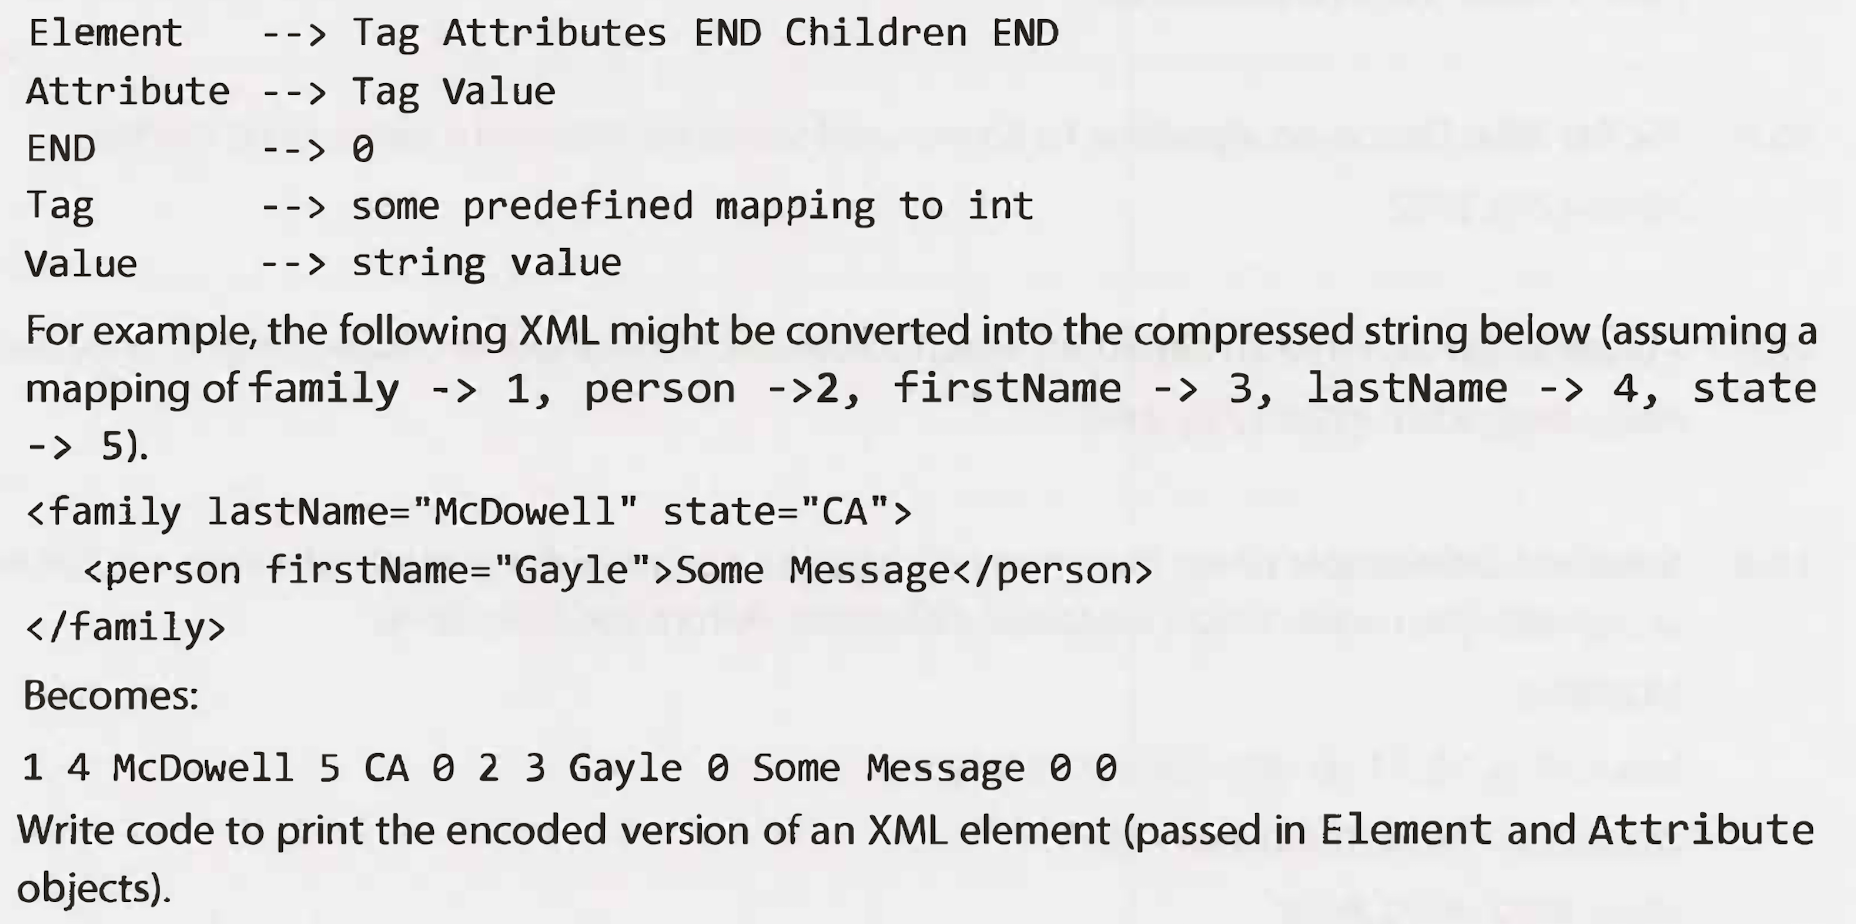 Element --> Tag Attributes END Children END
Attribute --> Tag Value
END --> 0
Tag --> some predefined mapping to int
Value --> string value
For example, the following XML might be converted into the compressed string below (assuming a
mapping of family -> 1, person ->2, firstName -> 3, lastName -> 4, state
-> 5).
<family lastName="McDowell" state="CA">
<person firstName="Gayle">Some Message</person>
</family>
Becomes:
1 4 McDowell 5 CA 0 2 3 Gayle 0 Some Message 0 0
Write code to print the encoded version of an XML element (passed in Element and Attribute
objects).